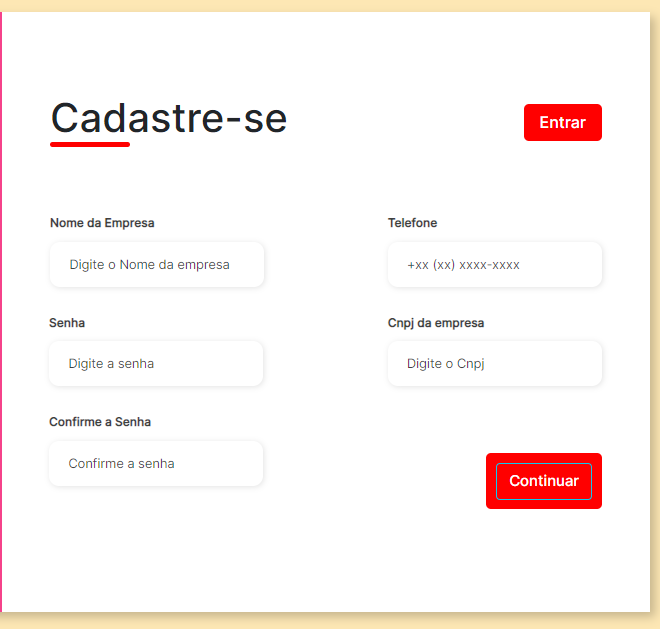 Cadastre-se
Entrar
Nome da Empresa
Telefone
Digite o Nome da empresa
+xx (xx) xxxx-xxxx
Senha
Cnpj da empresa
Digite a senha
Digite o Cnpj
Confirme a Senha
Confirme a senha
Continuar